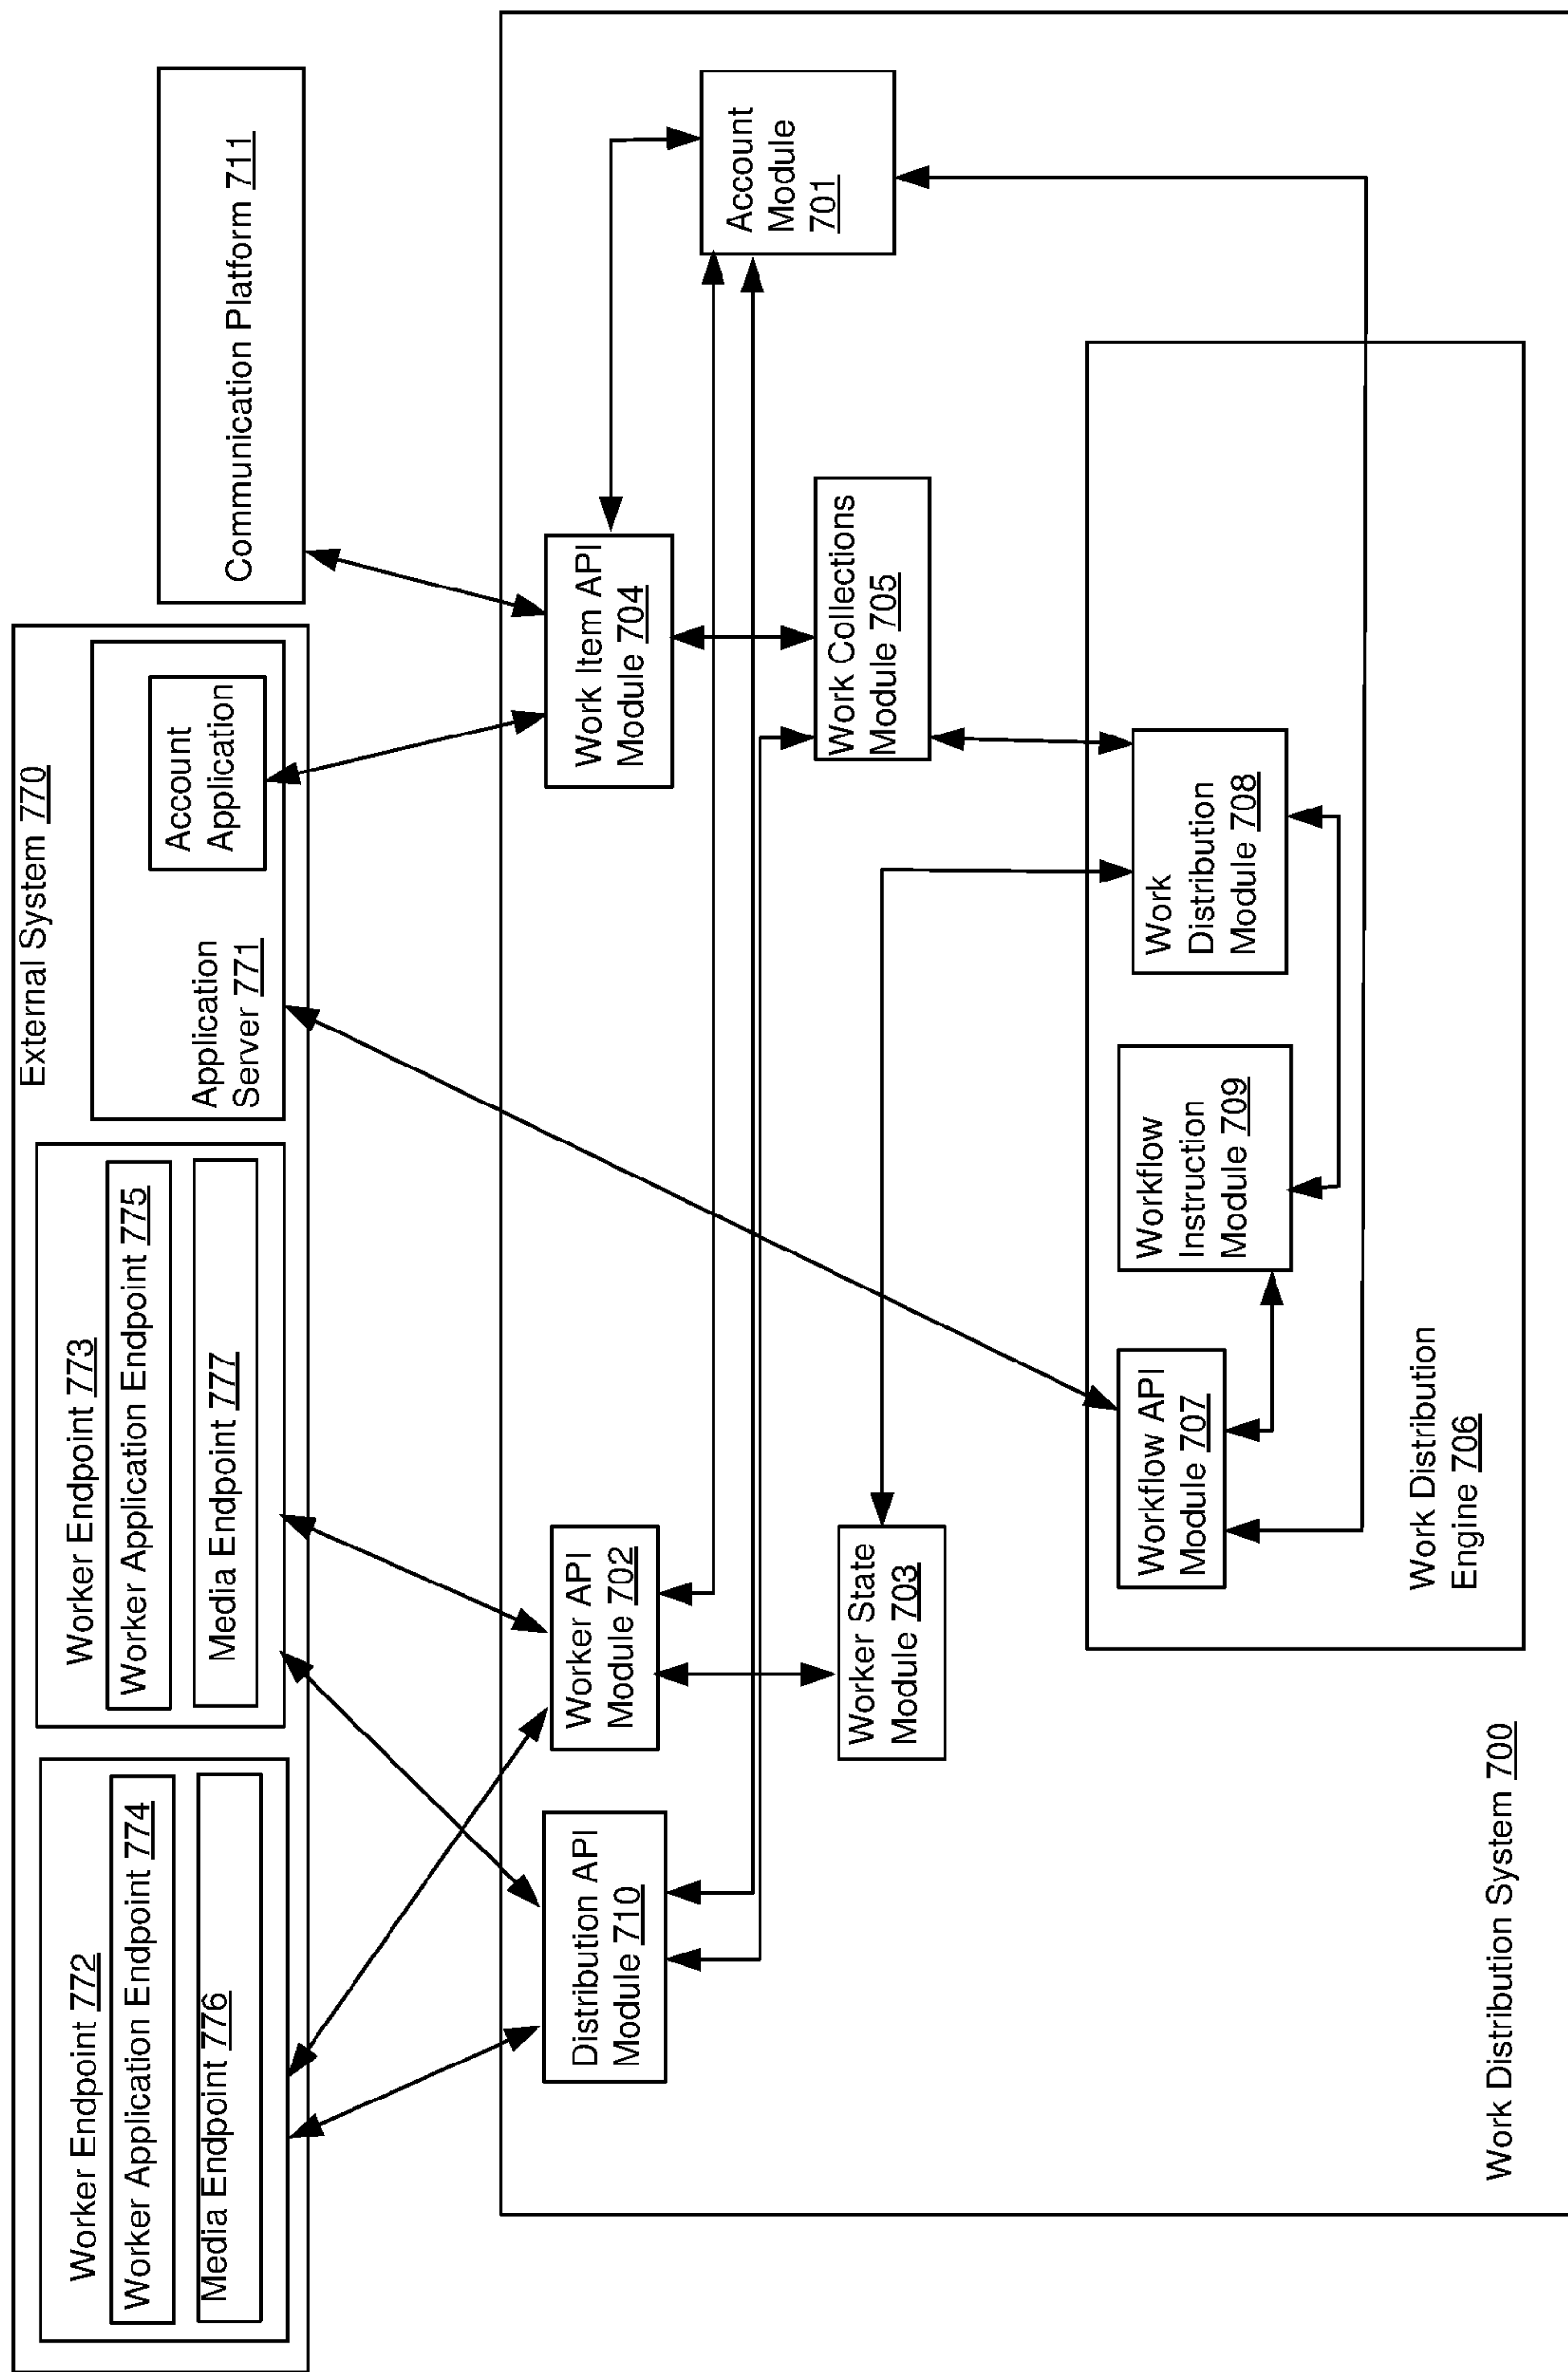 External System 770
Worker Endpoint 772
Worker Application Endpoint 774
Media Endpoint 776
Worker Endpoint 773
Worker Application Endpoint 775
Media Endpoint 777
Application
Server 771
Account
Application
Communication Platform 711
Distribution API
Module 710
Worker API
Module 702
Work Item API
Module 704
Account
Module
701
Worker State
Module 703
Work Collections
Module 705
Workflow API
Module 707
Workflow
Instruction
Module 709
Work
Distribution
Module 708
Work Distribution
Engine 706
Work Distribution System 700